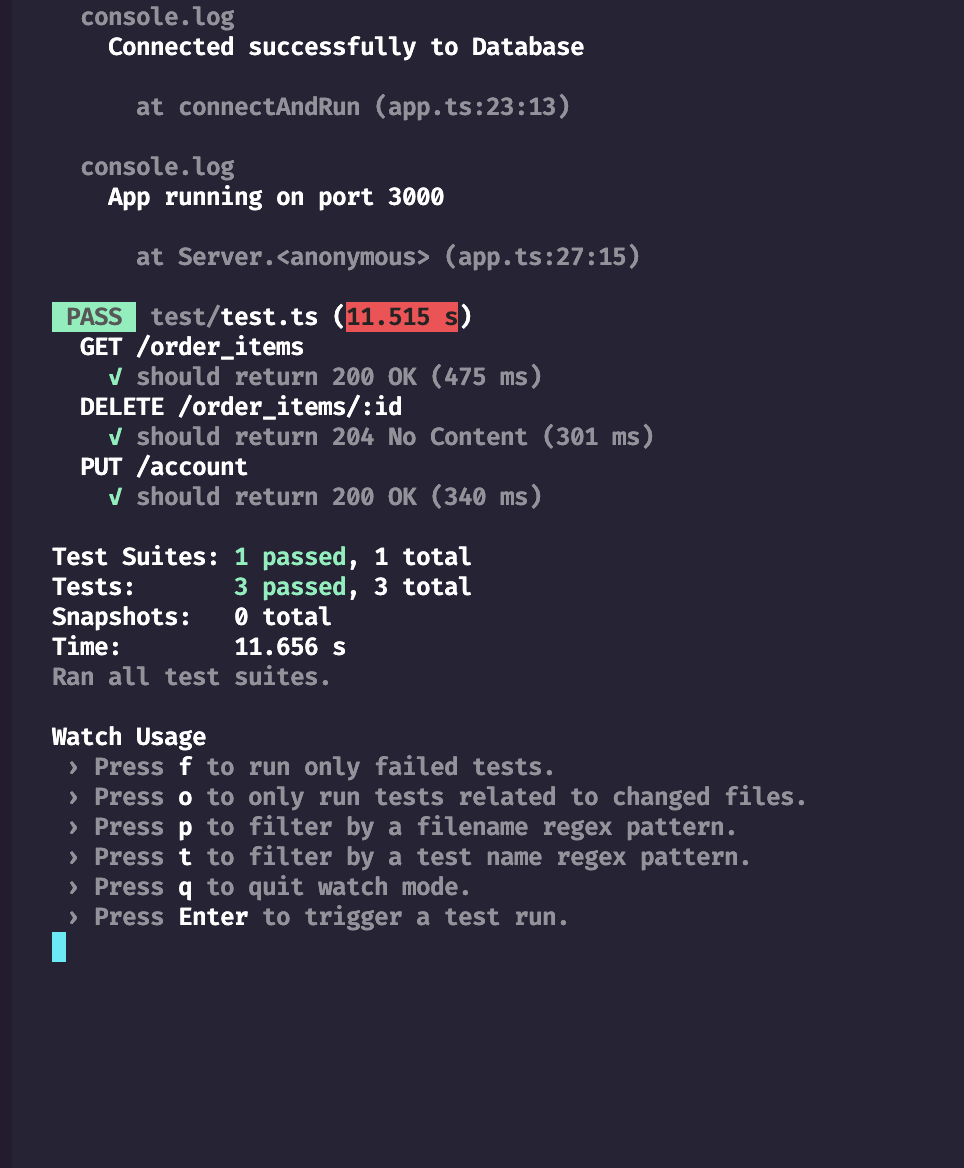 console.log
Connected successfully to Database
at connectAndRun (app.ts:23:13)
console.log
App running on port 3000
at Server.<anonymous> (app.ts:27:15)
PASS test/test.ts (11.515 s)
GET /order_items
√ should return 200 OK (475 ms)
DELETE /order_items/:id
√ should return 204 No Content (301 ms)
PUT /account
√ should return 200 OK (340 ms)
Test Suites: 1 passed, 1 total
Tests: 3 passed, 3 total
Snapshots: 0 total
Time: 11.656 s
Ran all test suites.
Watch Usage
› Press f to run only failed tests.
› Press o to only run tests related to changed files.
› Press p to filter by a filename regex pattern.
› Press t to filter by a test name regex pattern.
› Press q to quit watch mode.
› Press Enter to trigger a test run.